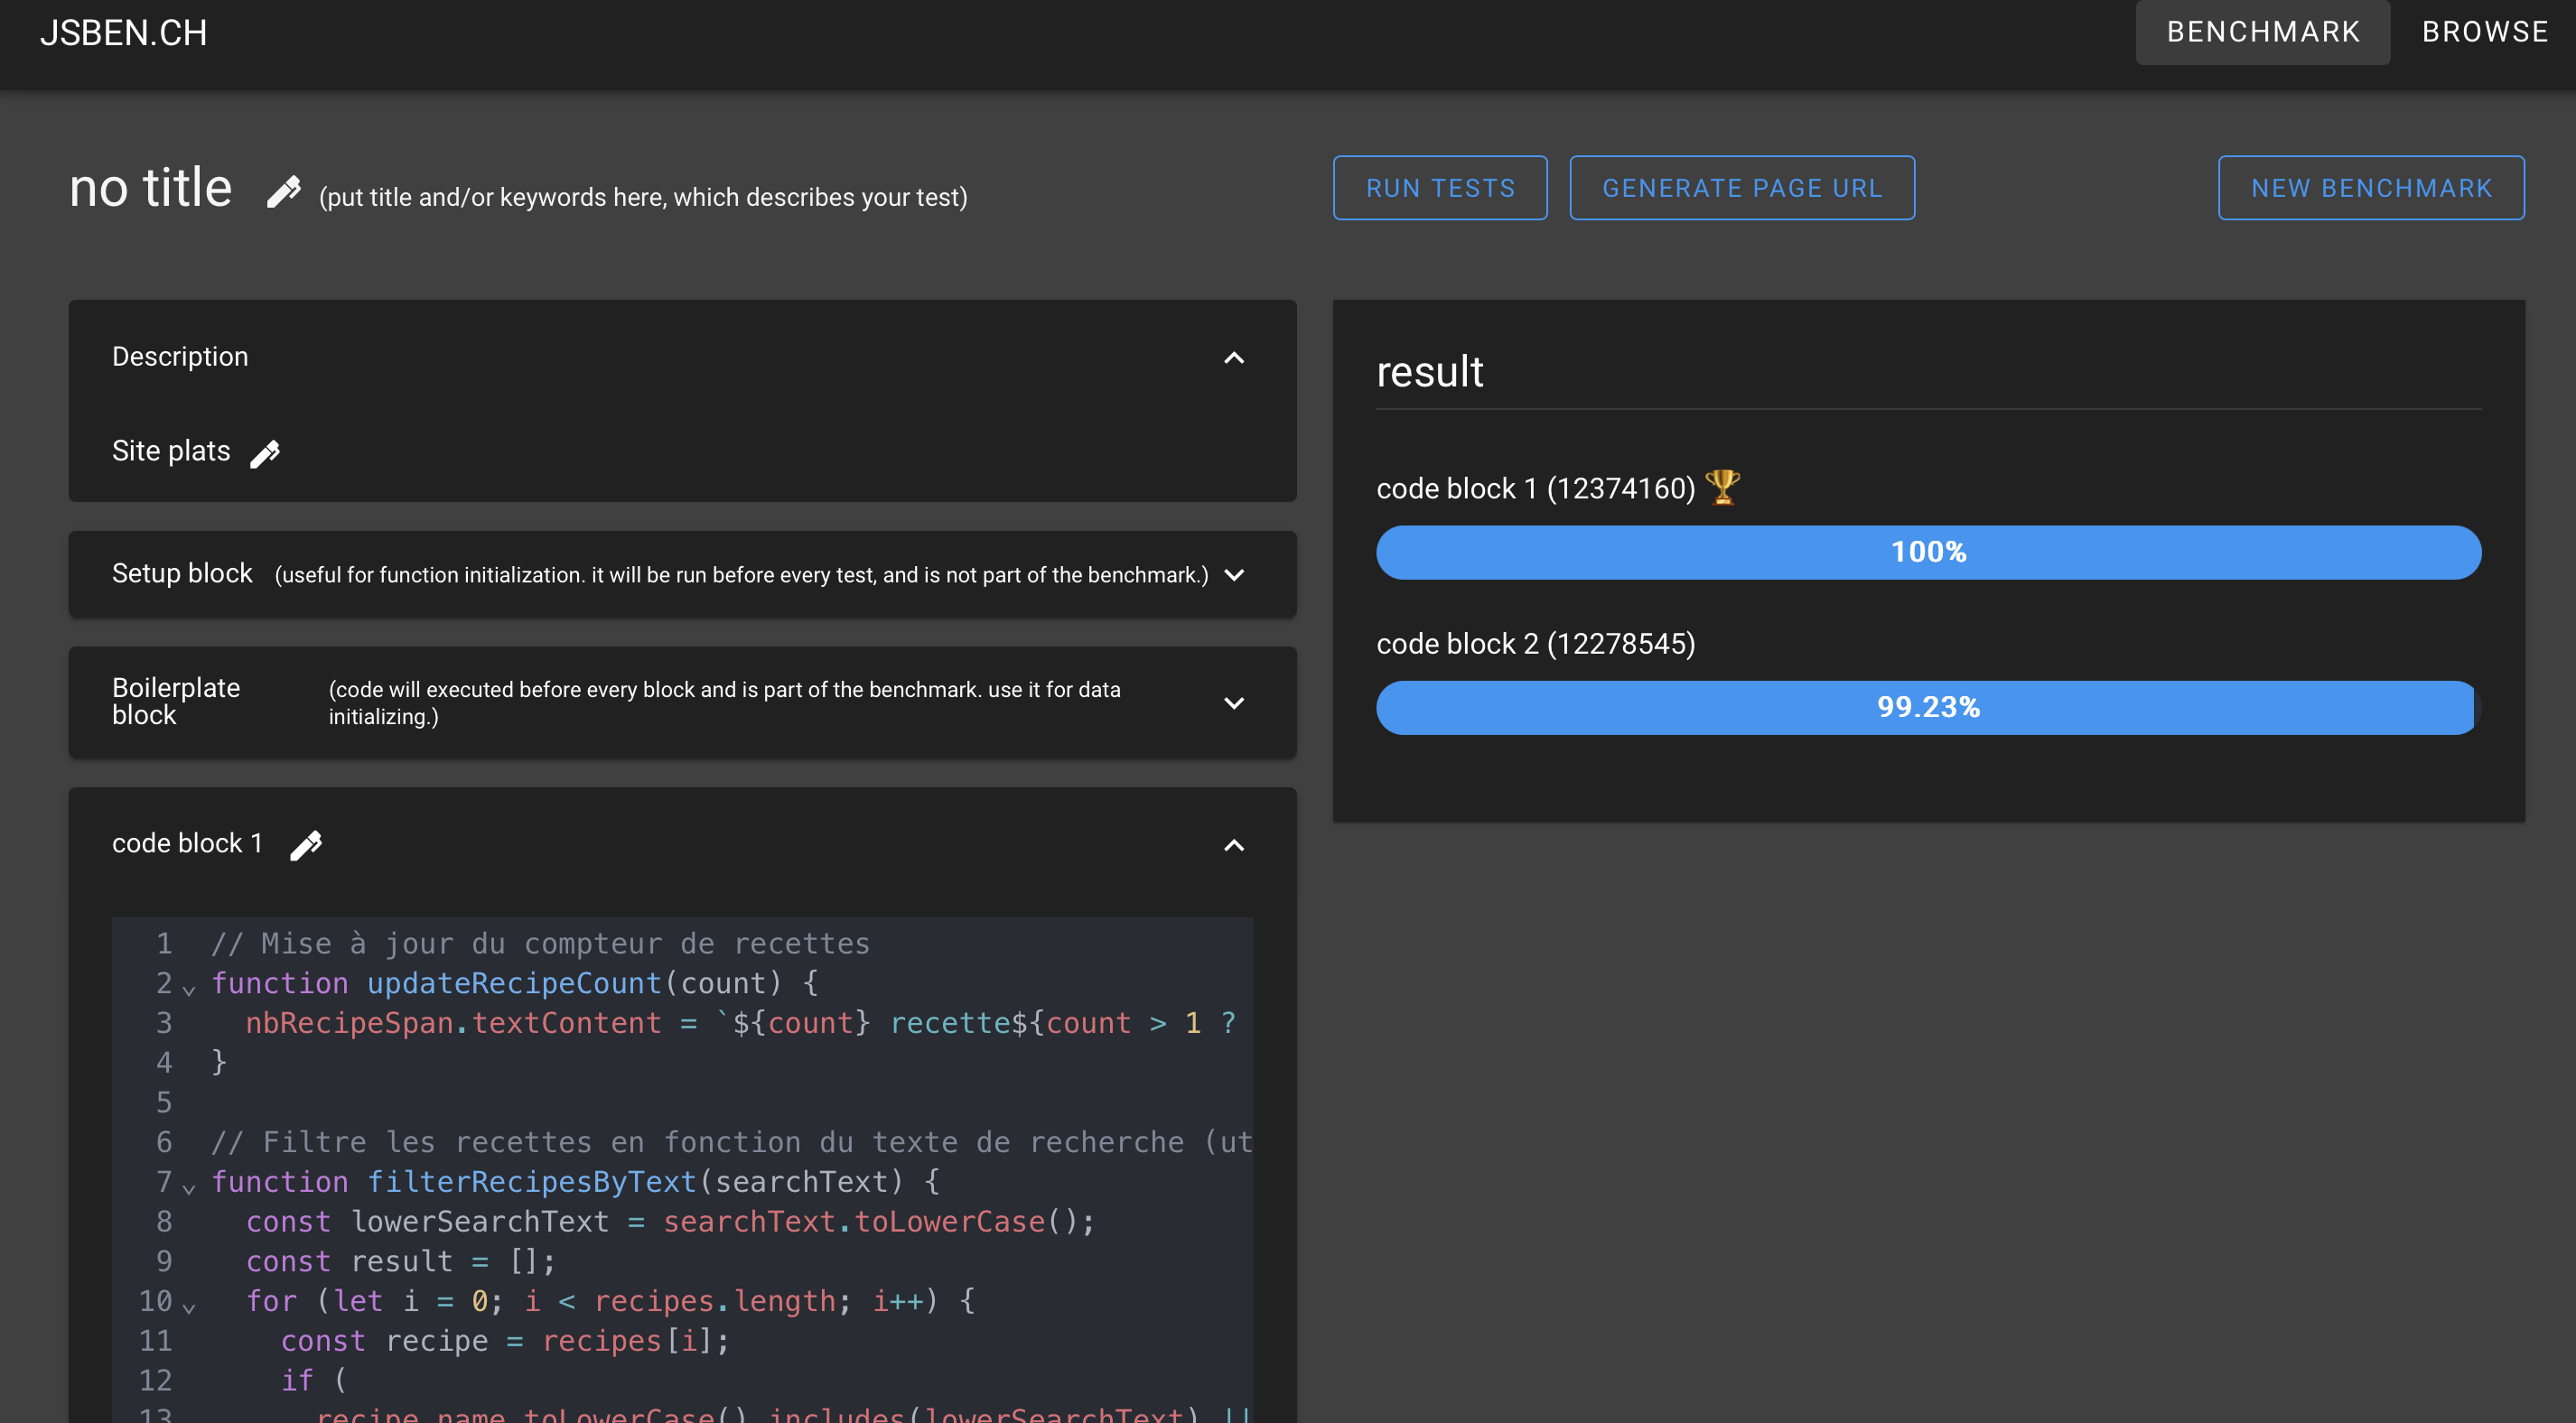 JSBEN.CH
BENCHMARK
BROWSE
no title
(put title and/or keywords here, which describes your test)
RUN TESTS
GENERATE PAGE URL
NEW BENCHMARK
Description
Site plats
Setup block (useful for function initialization. it will be run before every test, and is not part of the benchmark.)
Boilerplate block
(code will executed before every block and is part of the benchmark. use it for data
initializing.)
code block 1
1 // Mise à jour du compteur de recettes
2 function updateRecipeCount(count) {
3 nbRecipeSpan.textContent = `${count} recette${count > 1 ?
4 }
5
6 // Filtre les recettes en fonction du texte de recherche (ut
7 function filterRecipesByText(searchText) {
8 const lowerSearchText = searchText.toLowerCase();
9 const result = [];
10 for (let i = 0; i < recipes.length; i++) {
11 const recipe = recipes[i];
12 if (
13 recipe.name.toLowerCase().includes(lowerSearchText) ||
result
code block 1 (12374160) 🏆
100%
code block 2 (12278545)
99.23%